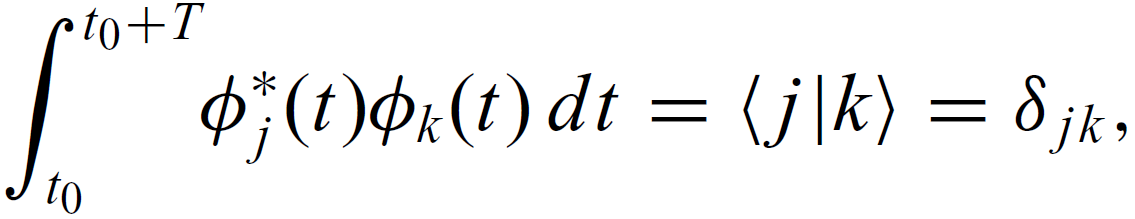 ∫_{t_0}^{t_0+T} ϕ_j^*(t)ϕ_k(t) dt = ⟨j|k⟩ = δ_{jk},